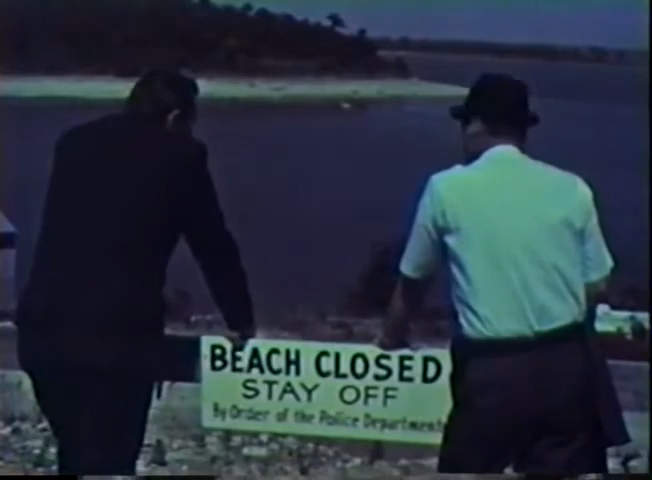 BEACH CLOSED
STAY OFF
By Order of the Police Department